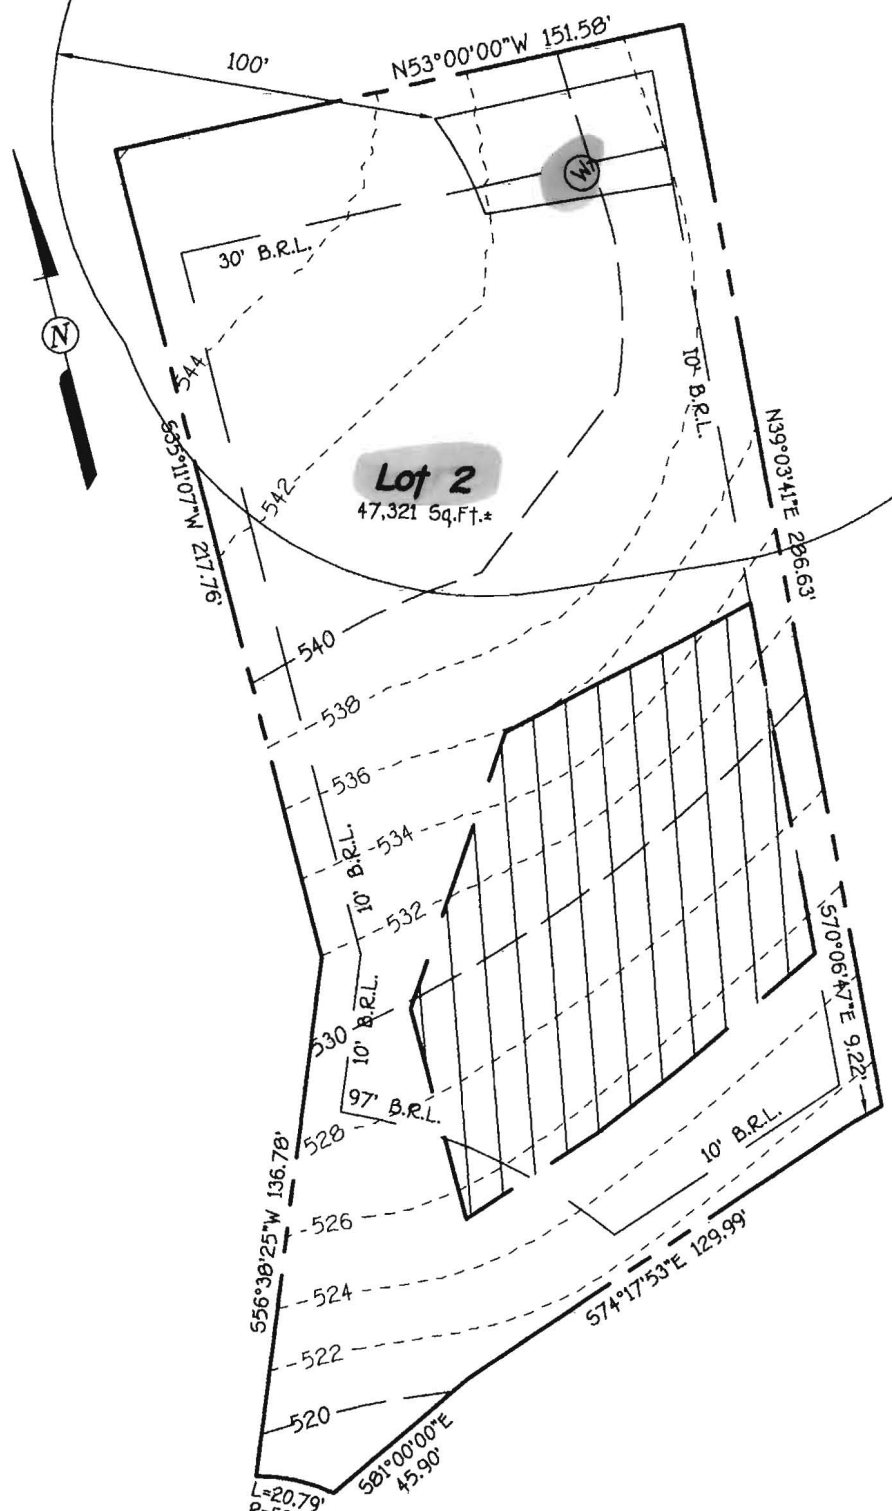 N53°00'00"W 151.58'
100'
W
30' B.R.L.
N
544
10' B.R.L.
S35°11'07"W 217.76'
Lot 2
47,321 Sq.Ft.±
542
N39°03'41"E 286.63'
540
538
536
534
10' B.R.L.
532
S70°06'47"E 9.22'
10' B.R.L.
530
97' B.R.L.
528
10' B.R.L.
S56°38'25"W 136.78'
526
524
S74°17'53"E 129.99'
522
520
S81°00'00"E
45.90'
L=20.79'